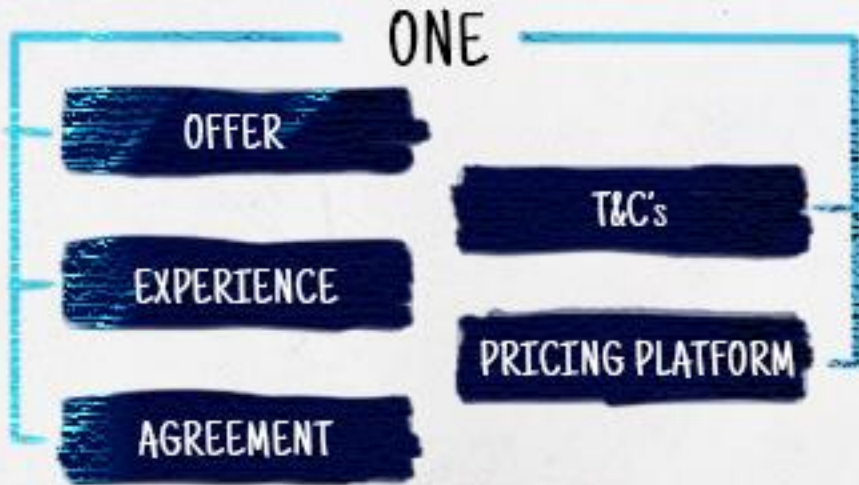 ONE
OFFER
EXPERIENCE
AGREEMENT
T&C's
PRICING PLATFORM